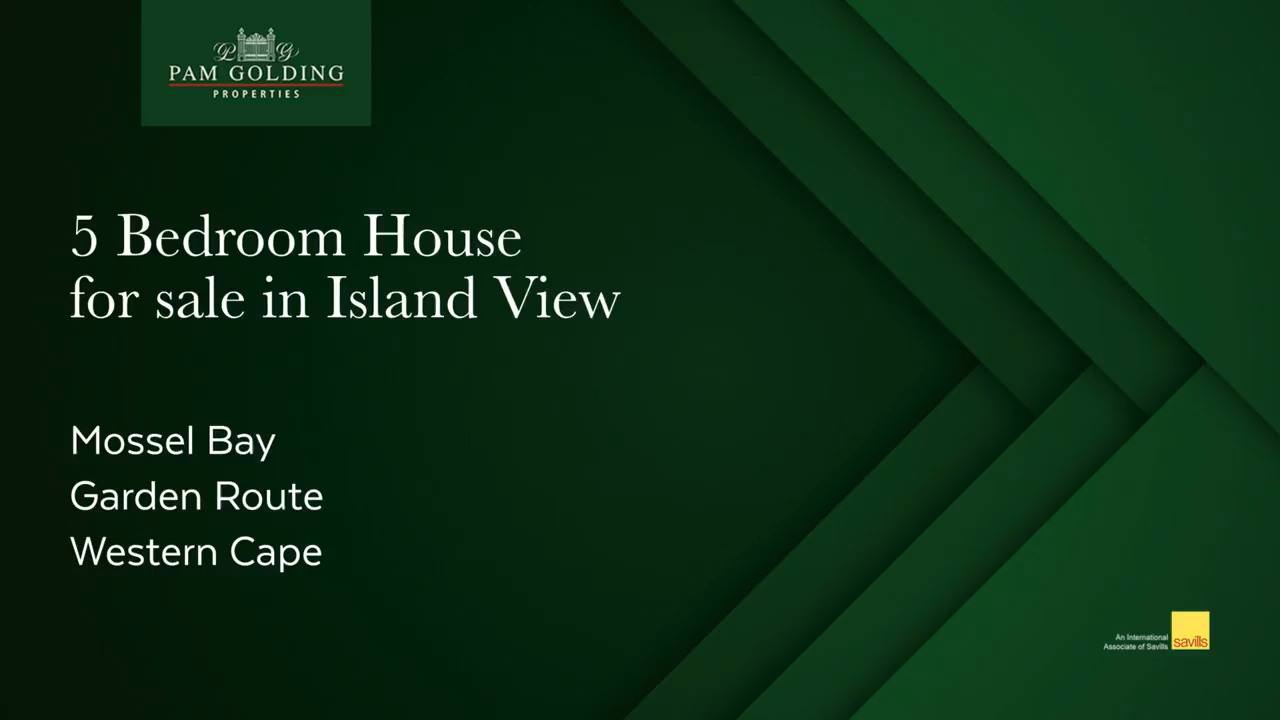 P G
PAM GOLDING
PROPERTIES
5 Bedroom House
for sale in Island View
Mossel Bay
Garden Route
Western Cape
An International
Associate of Savills
savills